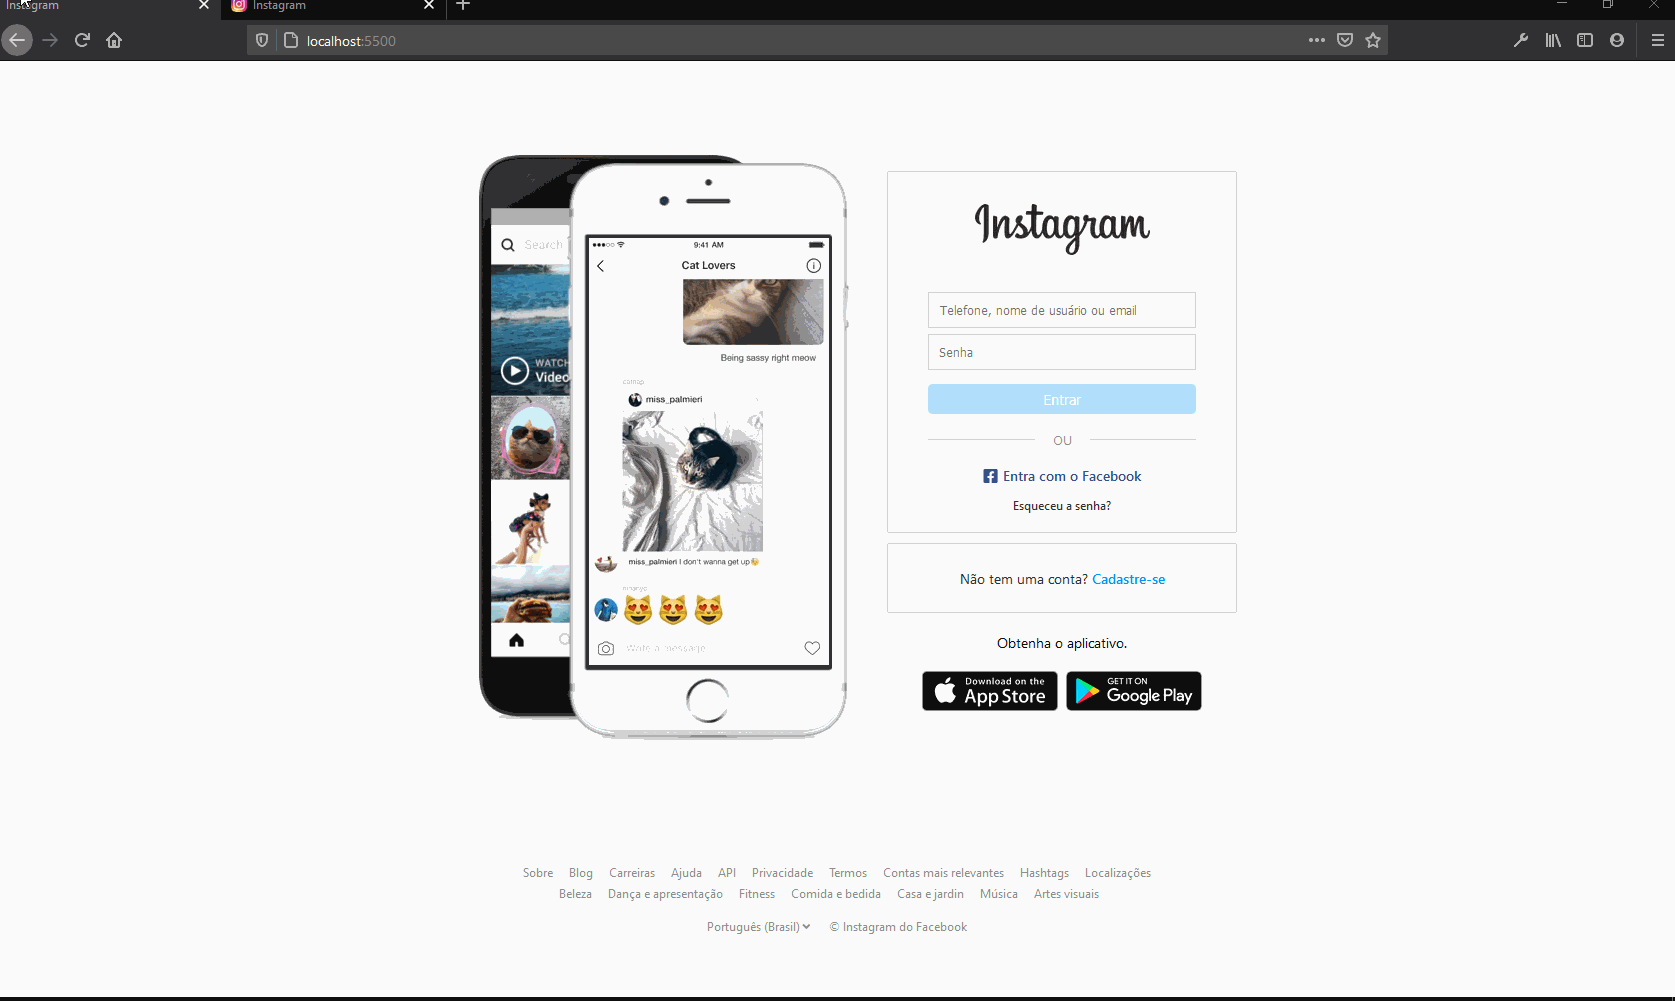 Instagram
Instagram
localhost:5500
Search
WATCH
Video
9:41 AM
Cat Lovers
Being sassy right meow
miss_palmieri
miss_palmieri I don't wanna get up
Write a message
Instagram
Telefone, nome de usuário ou email
Senha
Entrar
OU
Entra com o Facebook
Esqueceu a senha?
Não tem uma conta? Cadastre-se
Obtenha o aplicativo.
Download on the
App Store
GET IT ON
Google Play
Sobre Blog Carreiras Ajuda API Privacidade Termos Contas mais relevantes Hashtags Localizações
Beleza Dança e apresentação Fitness Comida e bebida Casa e jardin Música Artes visuais
Português (Brasil) © Instagram do Facebook